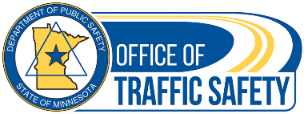 DEPARTMENT OF PUBLIC SAFETY
STATE OF MINNESOTA
OFFICE OF
TRAFFIC SAFETY